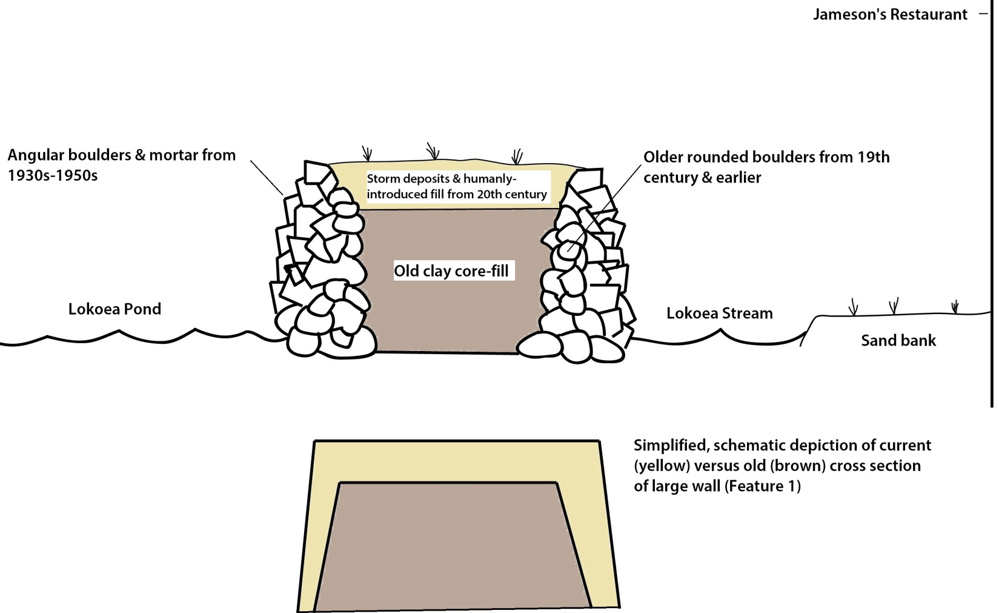 Jameson's Restaurant
Angular boulders & mortar from
1930s-1950s
Older rounded boulders from 19th
century & earlier
Storm deposits & humanly-
introduced fill from 20th century
Old clay core-fill
Lokoea Pond
Lokoea Stream
Sand bank
Simplified, schematic depiction of current
(yellow) versus old (brown) cross section
of large wall (Feature 1)